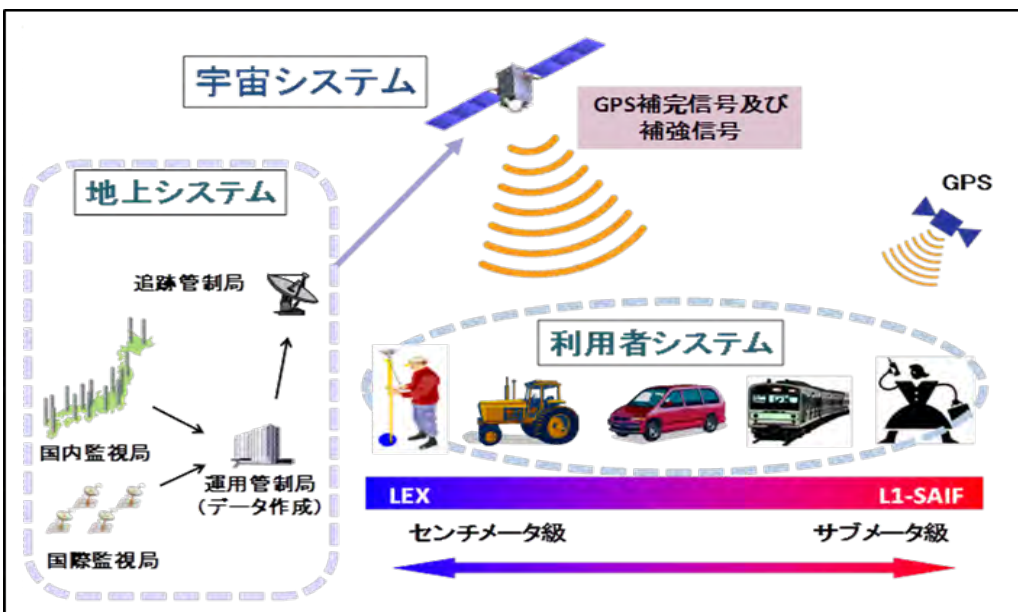 宇宙システム
GPS補完信号及び
補強信号
GPS
地上システム
追跡管制局
国内監視局
運用管制局
(データ作成)
国際監視局
利用者システム
LEX
L1-SAIF
センチメータ級
サブメータ級